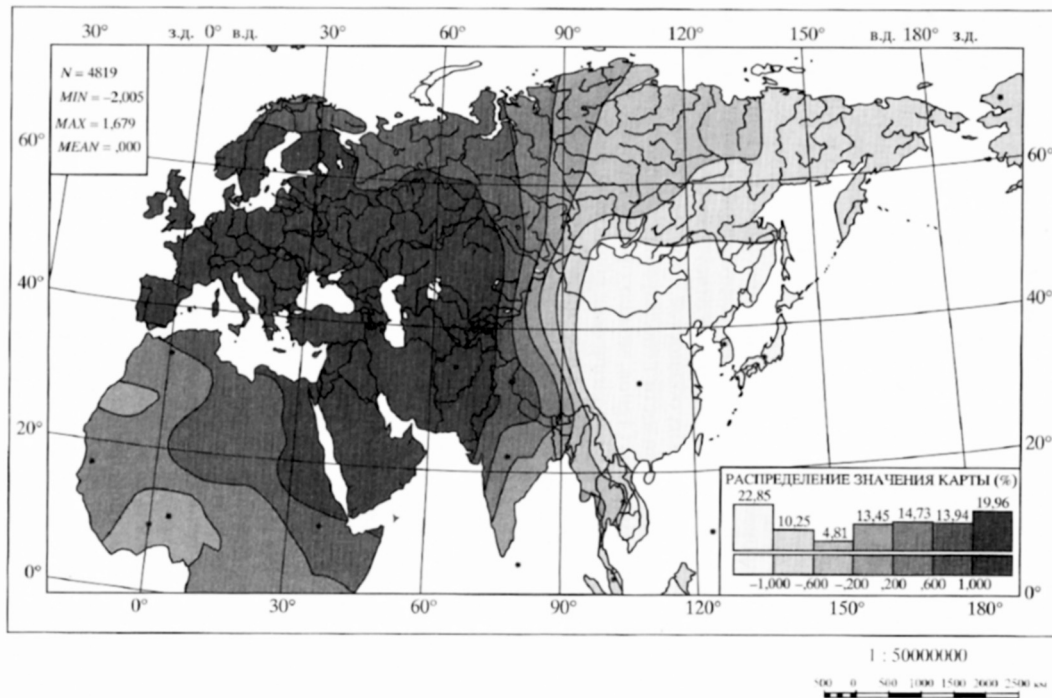 30° з.д. 0° в.д. 30° 60° 90° 120° 150° в.д. 180° з.д.
N = 4819
MIN = –2,005
MAX = 1,679
MEAN = ,000
60° 60°
40° 40°
20° 20°
РАСПРЕДЕЛЕНИЕ ЗНАЧЕНИЯ КАРТЫ (%)
22,85 10,25 4,81 13,45 14,73 13,94 19,96
–1,000 –,600 –,200 ,200 ,600 1,000
0° 0°
0° 30° 60° 90° 120° 150° 180°
1 : 50000000
500 0 500 1000 1500 2000 2500 км